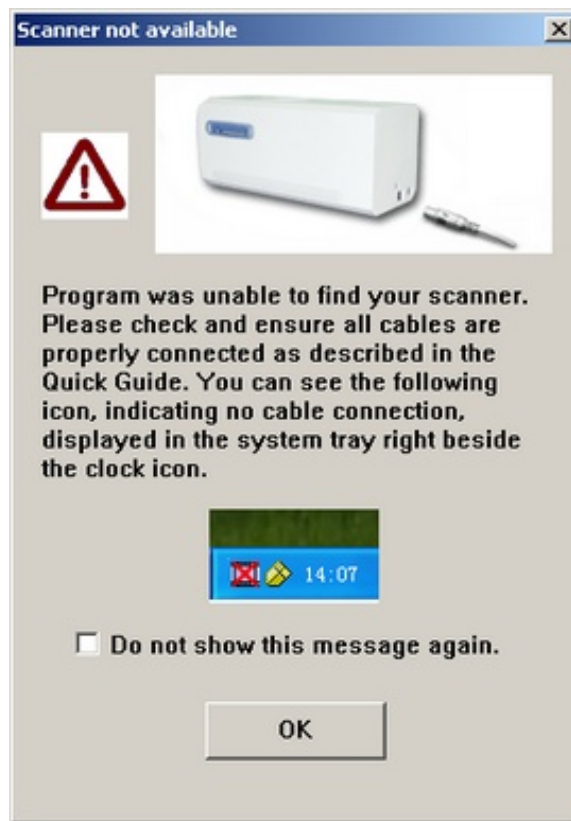 Scanner not available
Program was unable to find your scanner.
Please check and ensure all cables are
properly connected as described in the
Quick Guide. You can see the following
icon, indicating no cable connection,
displayed in the system tray right beside
the clock icon.
14:07
Do not show this message again.
OK